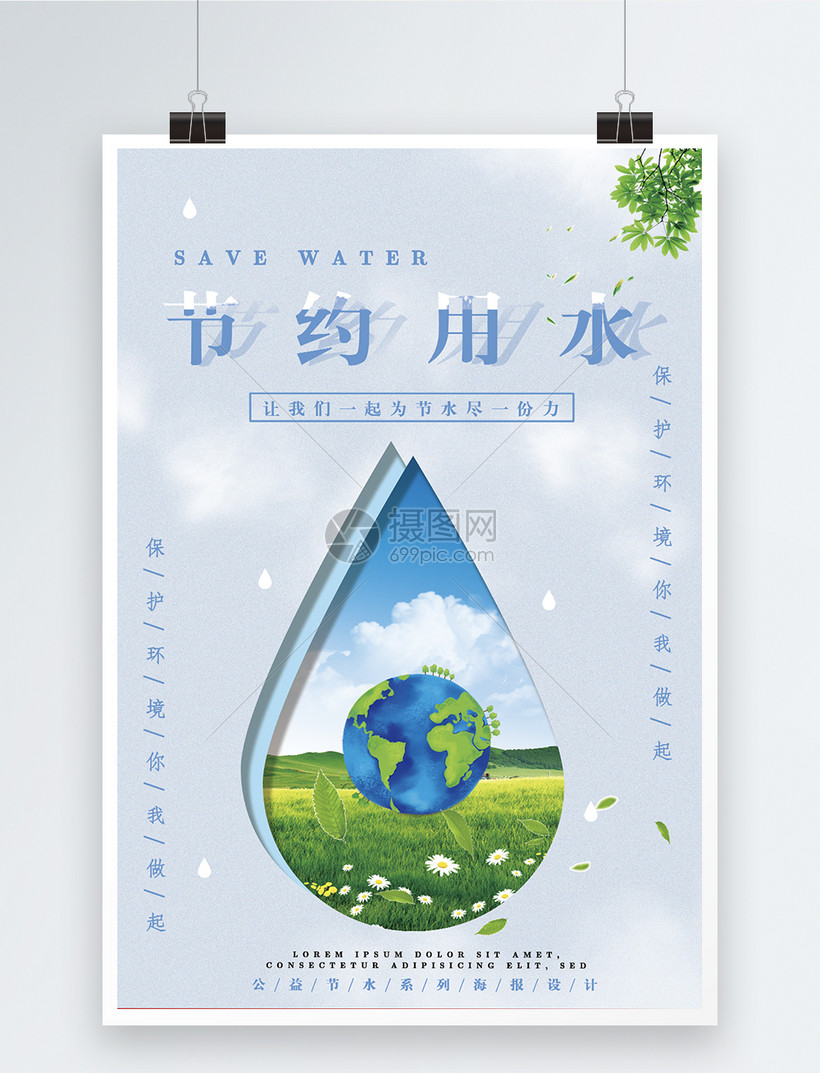 SAVE WATER
节约用水
让我们一起为节水尽一份力
保/护/环/境/你/我/做/起
摄图网
699pic.com
保/护/环/境/你/我/做/起
LOREM IPSUM DOLOR SIT AMET,
CONSECTETUR ADIPISICING ELIT, SED
公/益/节/水/系/列/海/报/设/计